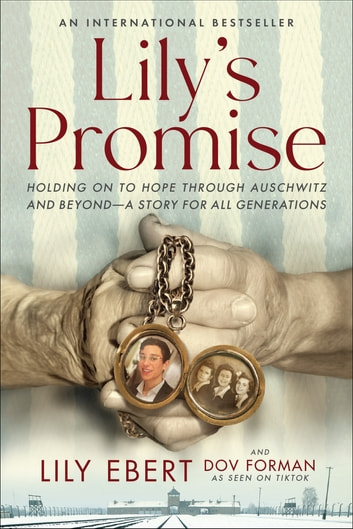 AN INTERNATIONAL BESTSELLER
Lily's
Promise
HOLDING ON TO HOPE THROUGH AUSCHWITZ
AND BEYOND—A STORY FOR ALL GENERATIONS
LILY EBERT
AND
DOV FORMAN
AS SEEN ON TIKTOK